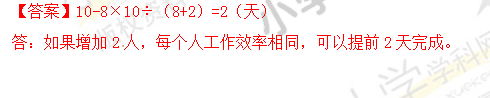 【答案】10-8×10÷（8+2）=2（天）
答：如果增加2人，每个人工作效率相同，可以提前2天完成。